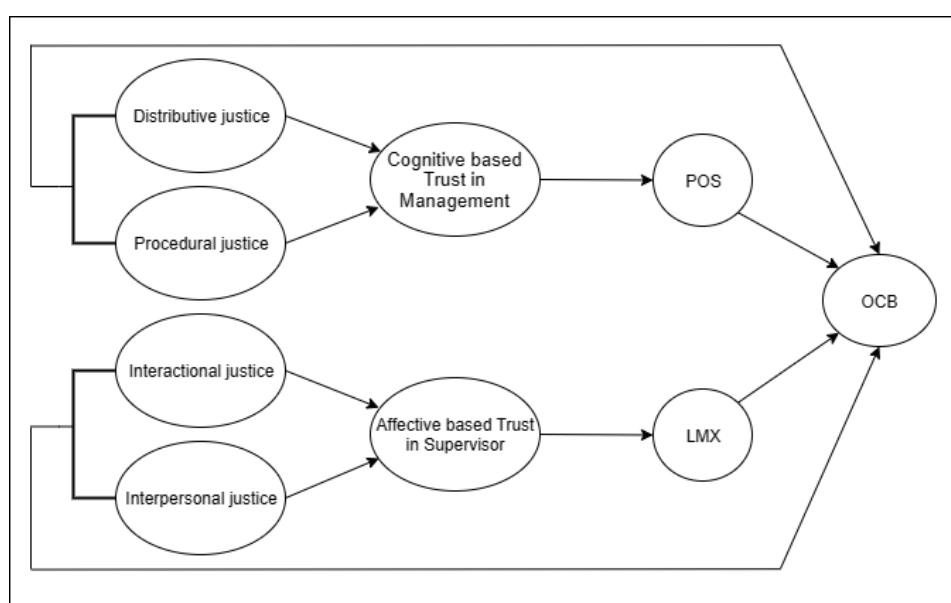 Distributive justice
Cognitive based
Trust in
Management
POS
Procedural justice
OCB
Interactional justice
Affective based Trust
in Supervisor
LMX
Interpersonal justice